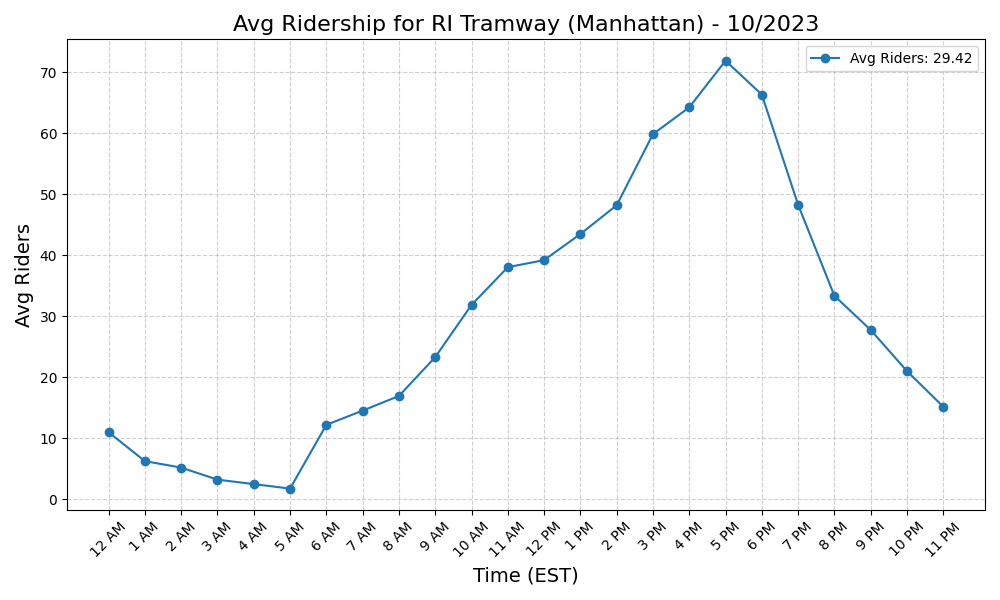 Avg Ridership for RI Tramway (Manhattan) - 10/2023
Avg Riders: 29.42
Avg Riders
70
60
50
40
30
20
10
0
12 AM
1 AM
2 AM
3 AM
4 AM
5 AM
6 AM
7 AM
8 AM
9 AM
10 AM
11 AM
12 PM
1 PM
2 PM
3 PM
4 PM
5 PM
6 PM
7 PM
8 PM
9 PM
10 PM
11 PM
Time (EST)